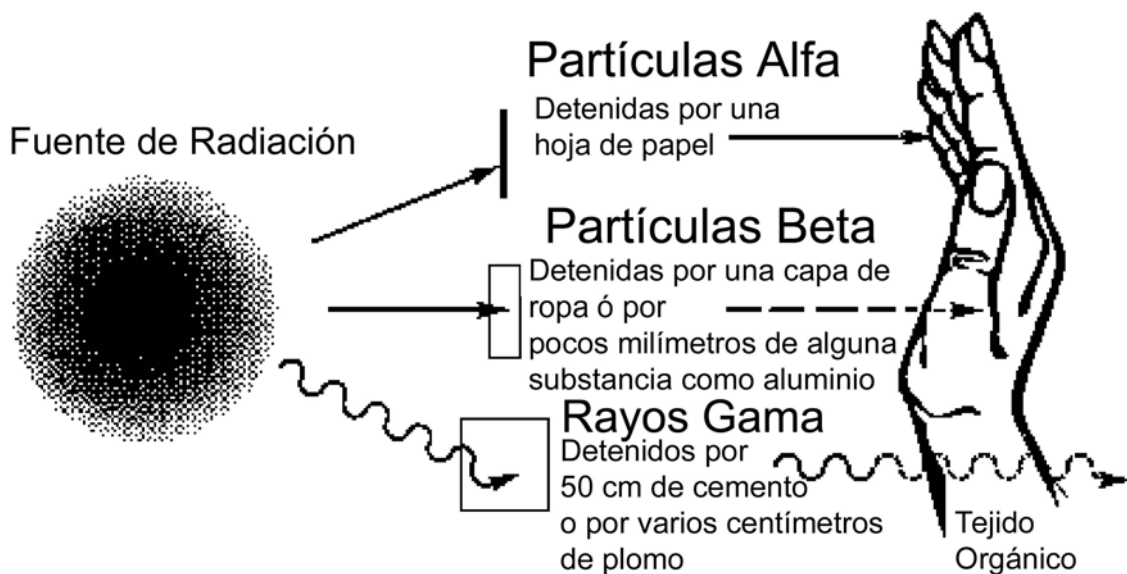 Fuente de Radiación
Partículas Alfa
Detenidas por una
hoja de papel
Partículas Beta
Detenidas por una capa de
ropa ó por
pocos milímetros de alguna
substancia como aluminio
Rayos Gama
Detenidos por
50 cm de cemento
o por varios centímetros
de plomo
Tejido
Orgánico